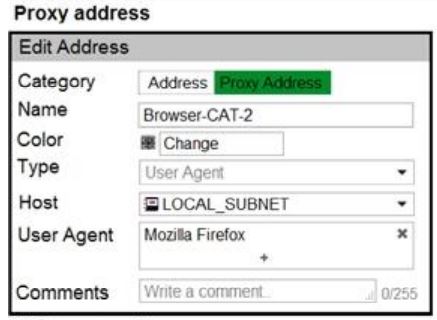 Proxy address
Edit Address
Category Address Proxy Address
Name Browser-CAT-2
Color Change
Type User Agent
Host LOCAL_SUBNET
User Agent Mozilla Firefox ×
+
Comments Write a comment.. 0/255